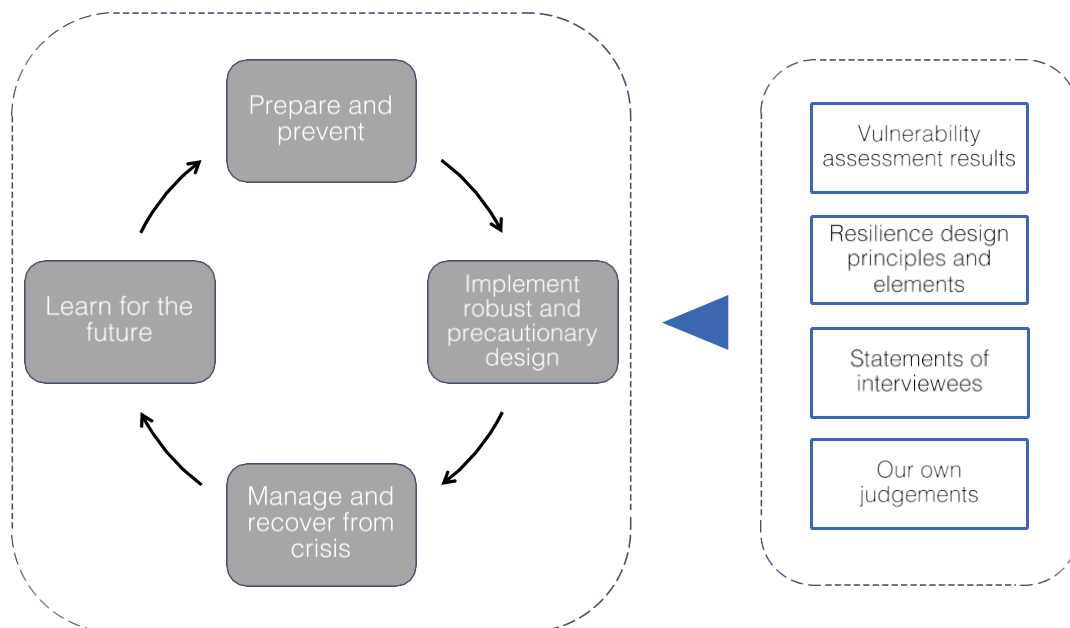 Prepare and
prevent
Implement
robust and
precautionary
design
Manage and
recover from
crisis
Learn for the
future
Vulnerability
assessment results
Resilience design
principles and
elements
Statements of
interviewees
Our own
judgements